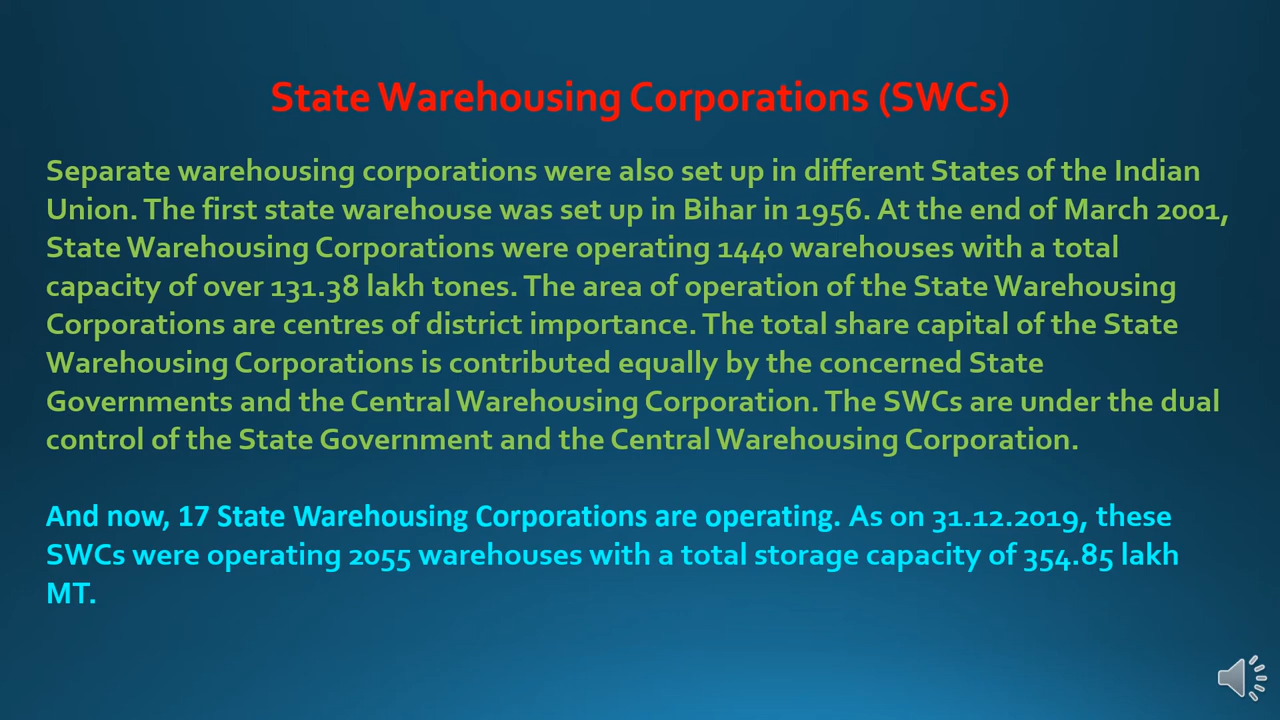 State Warehousing Corporations (SWCs)
Separate warehousing corporations were also set up in different States of the Indian
Union. The first state warehouse was set up in Bihar in 1956. At the end of March 2001,
State Warehousing Corporations were operating 1440 warehouses with a total
capacity of over 131.38 lakh tones. The area of operation of the State Warehousing
Corporations are centres of district importance. The total share capital of the State
Warehousing Corporations is contributed equally by the concerned State
Governments and the Central Warehousing Corporation. The SWCs are under the dual
control of the State Government and the Central Warehousing Corporation.
And now, 17 State Warehousing Corporations are operating. As on 31.12.2019, these
SWCs were operating 2055 warehouses with a total storage capacity of 354.85 lakh
MT.